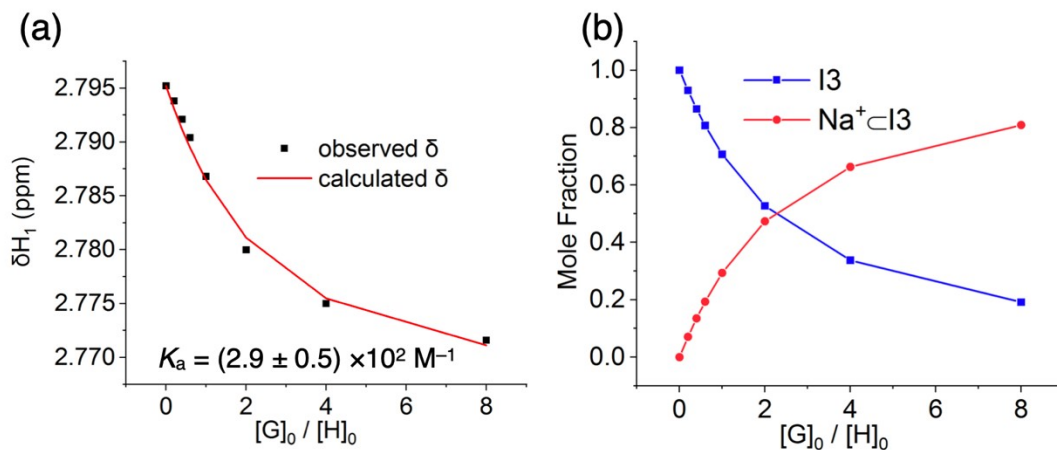 (a)
2.795
2.790
2.785
2.780
2.775
2.770
δH₁ (ppm)
observed δ
calculated δ
Kₐ = (2.9 ± 0.5) ×10² M⁻¹
0 2 4 6 8
[G]₀ / [H]₀
(b)
1.0
0.8
0.6
0.4
0.2
0.0
Mole Fraction
I3
Na⁺⊂I3
0 2 4 6 8
[G]₀ / [H]₀